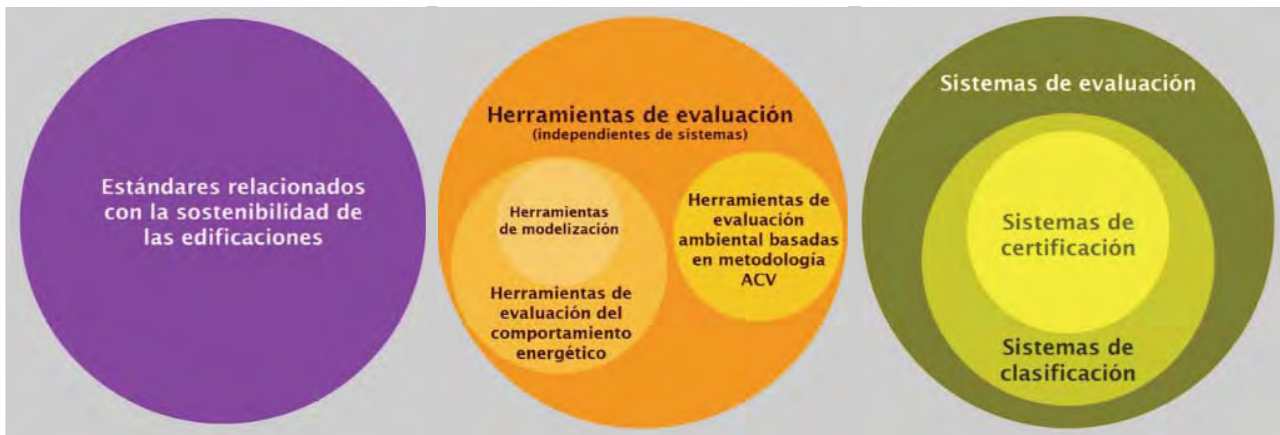 Estándares relacionados
con la sostenibilidad de
las edificaciones
Herramientas de evaluación
(independientes de sistemas)
Herramientas
de modelización
Herramientas de
evaluación del
comportamiento
energético
Herramientas de
evaluación
ambiental basadas
en metodología
ACV
Sistemas de evaluación
Sistemas de
certificación
Sistemas de
clasificación